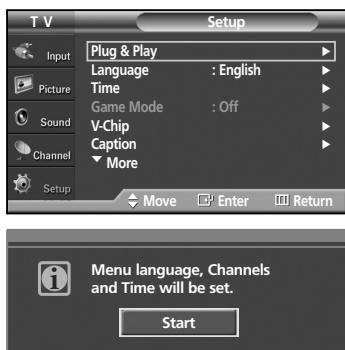 T V Setup
Input
Picture
Sound
Channel
Setup
Plug & Play
Language : English
Time
Game Mode : Off
V-Chip
Caption
More
Move Enter Return
Menu language, Channels
and Time will be set.
Start